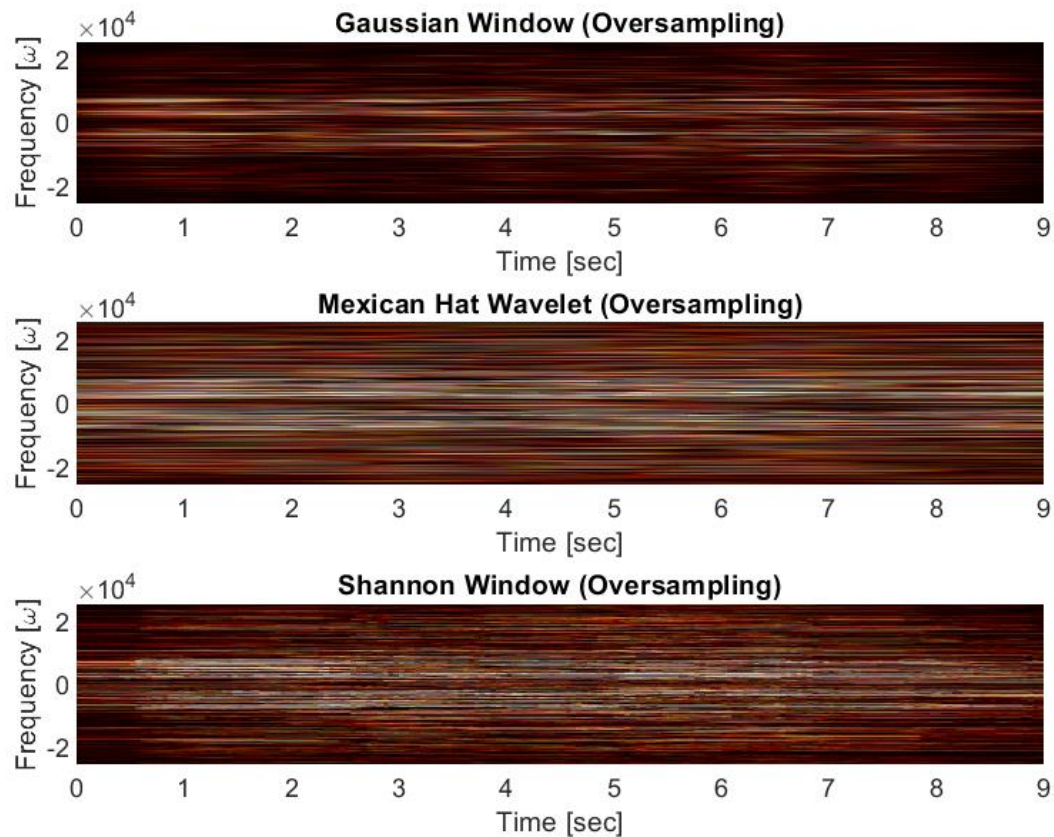 Gaussian Window (Oversampling)
×10⁴
Frequency [ω]
2
0
-2
0 1 2 3 4 5 6 7 8 9
Time [sec]
Mexican Hat Wavelet (Oversampling)
×10⁴
Frequency [ω]
2
0
-2
0 1 2 3 4 5 6 7 8 9
Time [sec]
Shannon Window (Oversampling)
×10⁴
Frequency [ω]
2
0
-2
0 1 2 3 4 5 6 7 8 9
Time [sec]